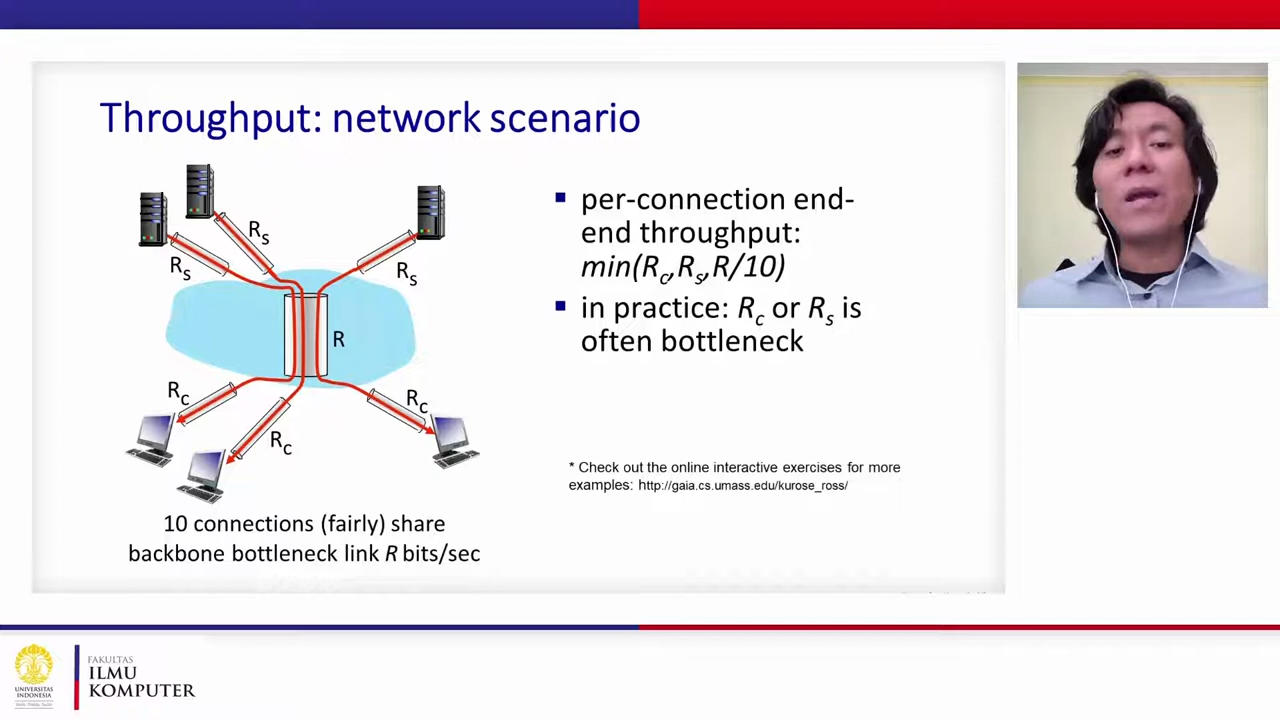 Throughput: network scenario
Rs
Rs
Rs
R
Rc
Rc
Rc
10 connections (fairly) share
backbone bottleneck link R bits/sec
▪ per-connection end-
end throughput:
min(Rc,Rs,R/10)
▪ in practice: Rc or Rs is
often bottleneck
* Check out the online interactive exercises for more
examples: http://gaia.cs.umass.edu/kurose_ross/
UNIVERSITAS
INDONESIA
FAKULTAS
ILMU
KOMPUTER